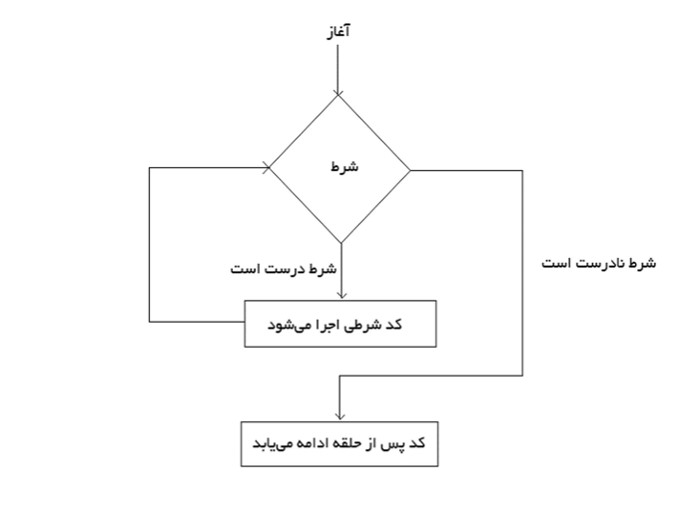 آغاز
شرط
شرط نادرست است
شرط درست است
کد شرطی اجرا می‌شود
کد پس از حلقه ادامه می‌یابد